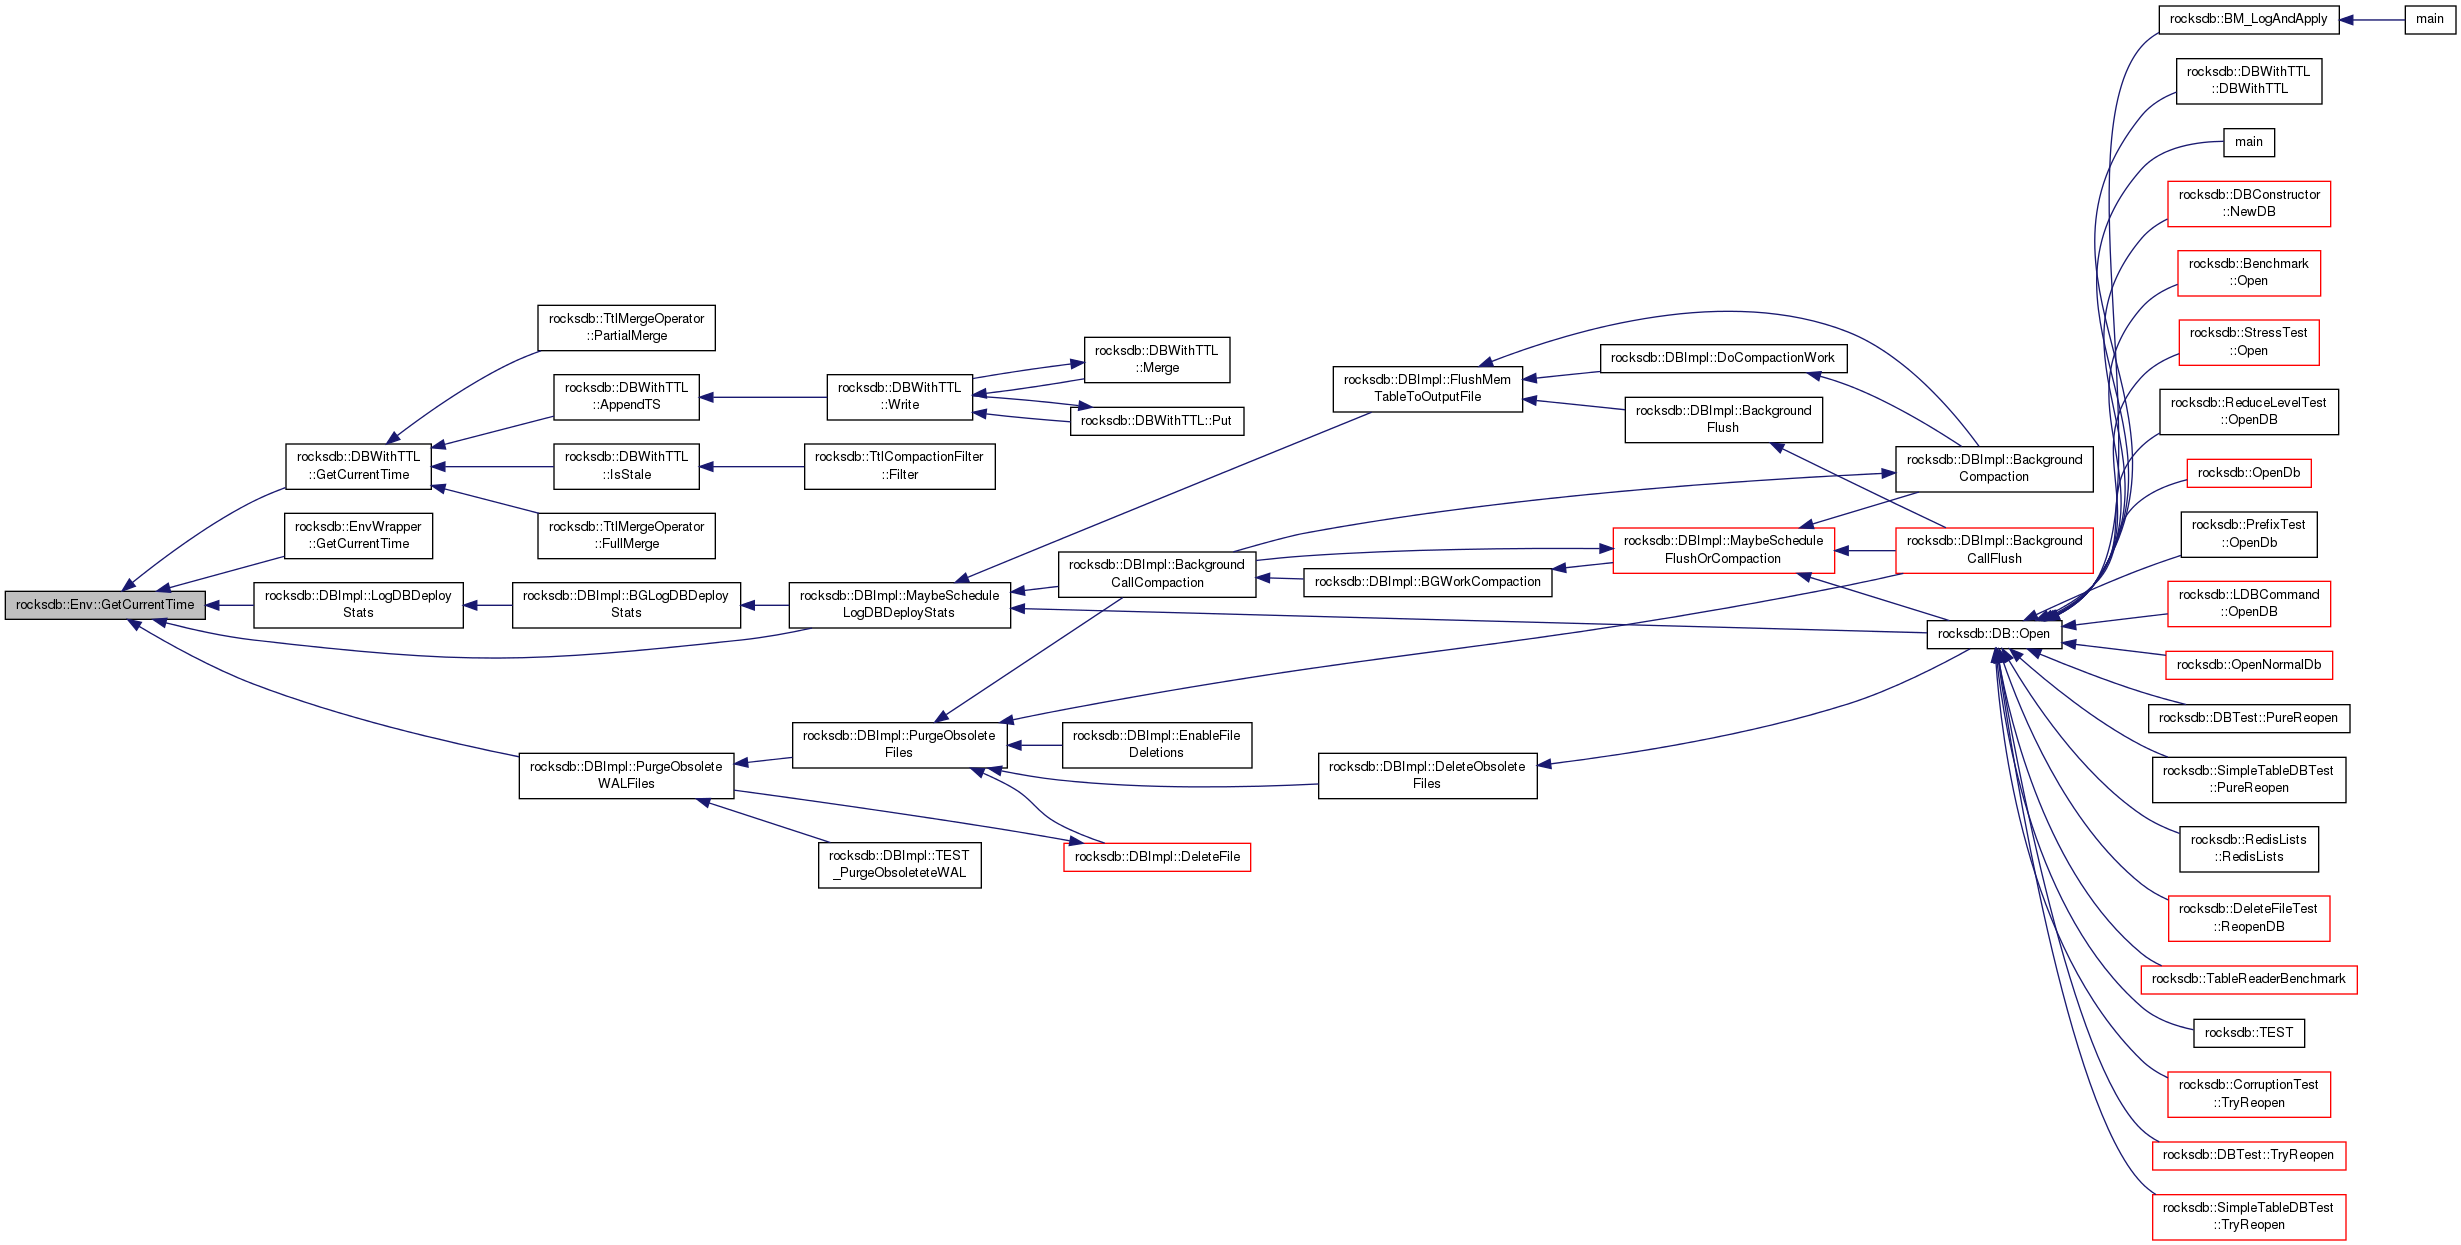 rocksdb::Env::GetCurrentTime
rocksdb::DBWithTTL
::GetCurrentTime
rocksdb::EnvWrapper
::GetCurrentTime
rocksdb::DBImpl::LogDBDeploy
Stats
rocksdb::TtlMergeOperator
::PartialMerge
rocksdb::DBWithTTL
::AppendTS
rocksdb::DBWithTTL
::IsStale
rocksdb::TtlMergeOperator
::FullMerge
rocksdb::DBImpl::BGLogDBDeploy
Stats
rocksdb::DBImpl::PurgeObsolete
WALFiles
rocksdb::DBWithTTL
::Write
rocksdb::TtlCompactionFilter
::Filter
rocksdb::DBImpl::MaybeSchedule
LogDBDeployStats
rocksdb::DBImpl::PurgeObsolete
Files
rocksdb::DBImpl::TEST
_PurgeObsoleteteWAL
rocksdb::DBWithTTL
::Merge
rocksdb::DBWithTTL::Put
rocksdb::DBImpl::Background
CallCompaction
rocksdb::DBImpl::EnableFile
Deletions
rocksdb::DBImpl::DeleteFile
rocksdb::DBImpl::FlushMem
TableToOutputFile
rocksdb::DBImpl::BGWorkCompaction
rocksdb::DBImpl::DeleteObsolete
Files
rocksdb::DBImpl::DoCompactionWork
rocksdb::DBImpl::Background
Flush
rocksdb::DBImpl::MaybeSchedule
FlushOrCompaction
rocksdb::DBImpl::Background
Compaction
rocksdb::DBImpl::Background
CallFlush
rocksdb::DB::Open
rocksdb::BM_LogAndApply
main
rocksdb::DBWithTTL
::DBWithTTL
main
rocksdb::DBConstructor
::NewDB
rocksdb::Benchmark
::Open
rocksdb::StressTest
::Open
rocksdb::ReduceLevelTest
::OpenDB
rocksdb::OpenDb
rocksdb::PrefixTest
::OpenDb
rocksdb::LDBCommand
::OpenDB
rocksdb::OpenNormalDb
rocksdb::DBTest::PureReopen
rocksdb::SimpleTableDBTest
::PureReopen
rocksdb::RedisLists
::RedisLists
rocksdb::DeleteFileTest
::ReopenDB
rocksdb::TableReaderBenchmark
rocksdb::TEST
rocksdb::CorruptionTest
::TryReopen
rocksdb::DBTest::TryReopen
rocksdb::SimpleTableDBTest
::TryReopen